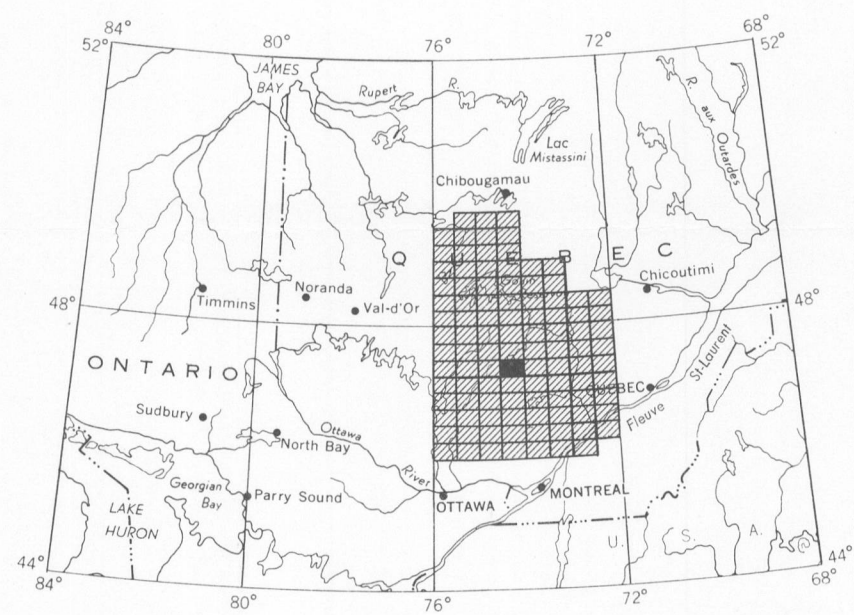 84°
80°
76°
72°
68°
52°
52°
JAMES
BAY
Rupert
R.
R. aux Outardes
Lac
Mistassini
Chibougamau
Q U E B E C
Chicoutimi
Timmins
Noranda
Val-d'Or
48°
48°
ONTARIO
QUEBEC
Fleuve St-Laurent
Sudbury
North Bay
Ottawa River
Georgian
Bay
Parry Sound
OTTAWA
MONTREAL
LAKE
HURON
U. S. A.
44°
44°
84°
80°
76°
72°
68°